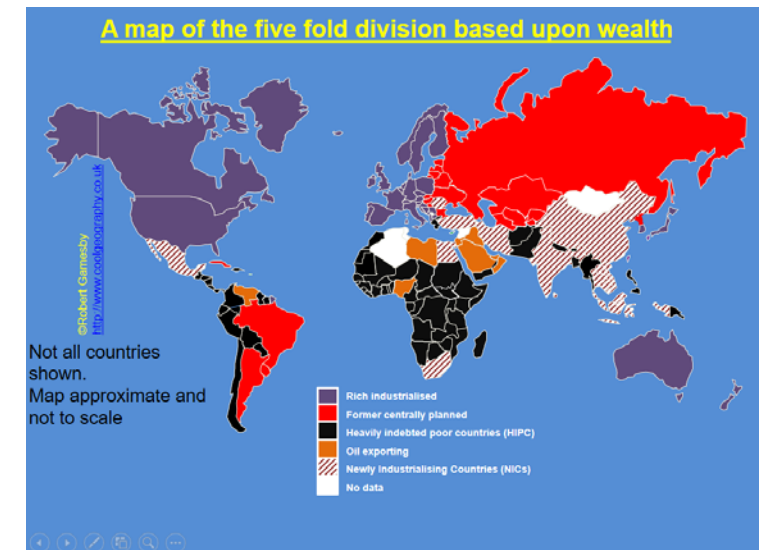 A map of the five fold division based upon wealth
©Robert Gamesby
http://www.coolgeography.co.uk
Not all countries
shown.
Map approximate and
not to scale
Rich industrialised
Former centrally planned
Heavily indebted poor countries (HIPC)
Oil exporting
Newly Industrialising Countries (NICs)
No data